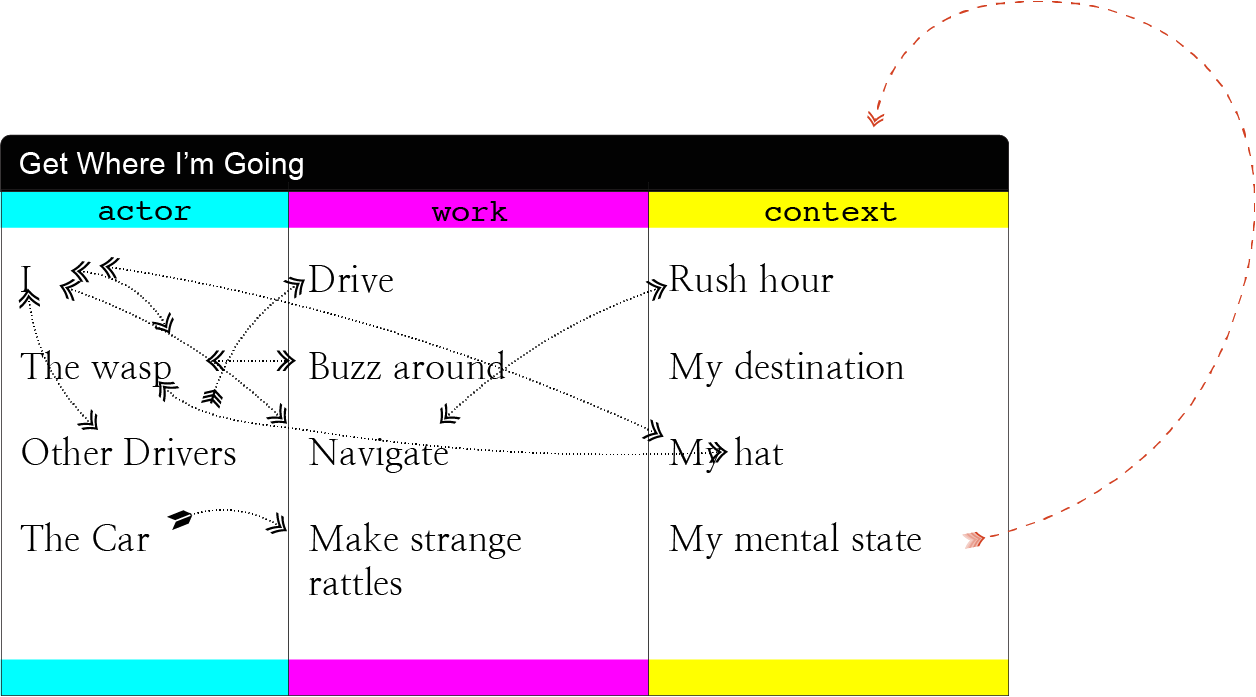 Get Where I’m Going
actor work context
I Drive Rush hour
The wasp Buzz around My destination
Other Drivers Navigate My hat
The Car Make strange My mental state
rattles